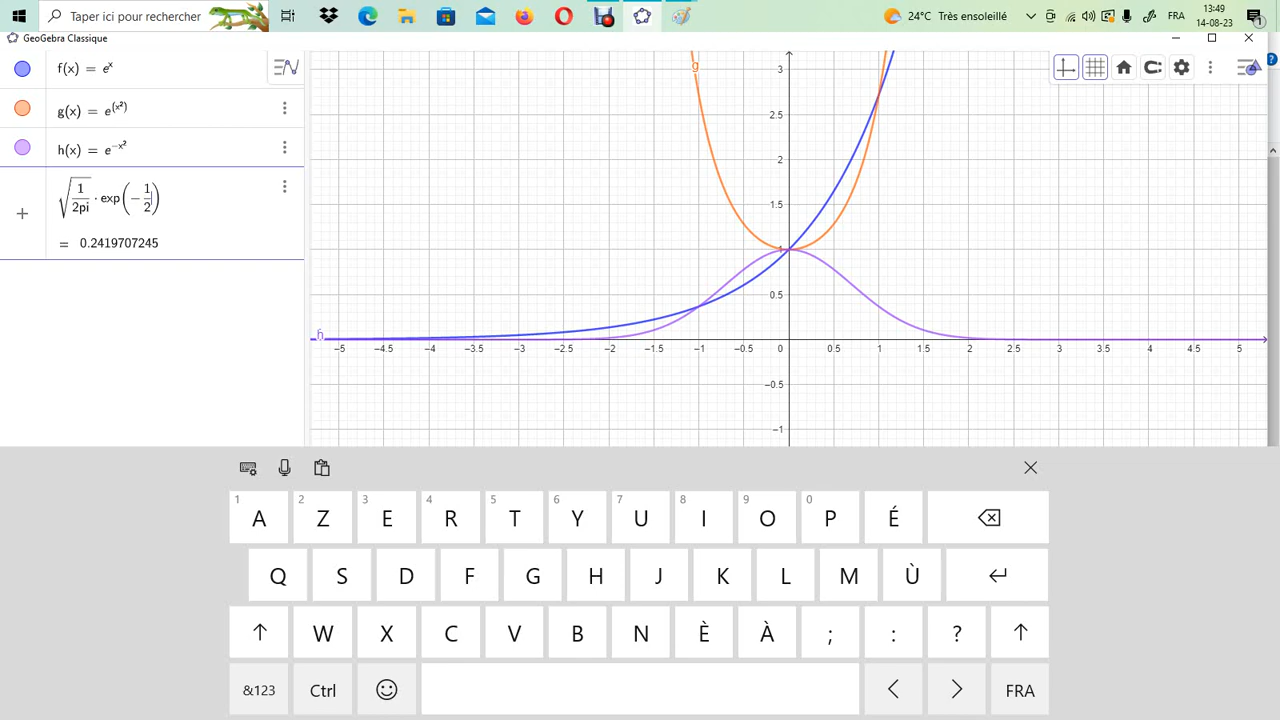 Taper ici pour rechercher
24°C Très ensoleillé
FRA
13:49
14-08-23
1
GeoGebra Classique
?
f(x) = eˣ
g(x) = e^(x²)
h(x) = e^−x²
√(1/2pi) · exp(−1/2)
= 0.2419707245
g
h
3
2.5
2
1.5
1
0.5
−0.5
−1
−5 −4.5 −4 −3.5 −3 −2.5 −2 −1.5 −1 −0.5 0 0.5 1 1.5 2 2.5 3 3.5 4 4.5 5
1 2 3 4 5 6 7 8 9 0
A Z E R T Y U I O P É
Q S D F G H J K L M Ù
W X C V B N È À ; : ?
&123 Ctrl FRA